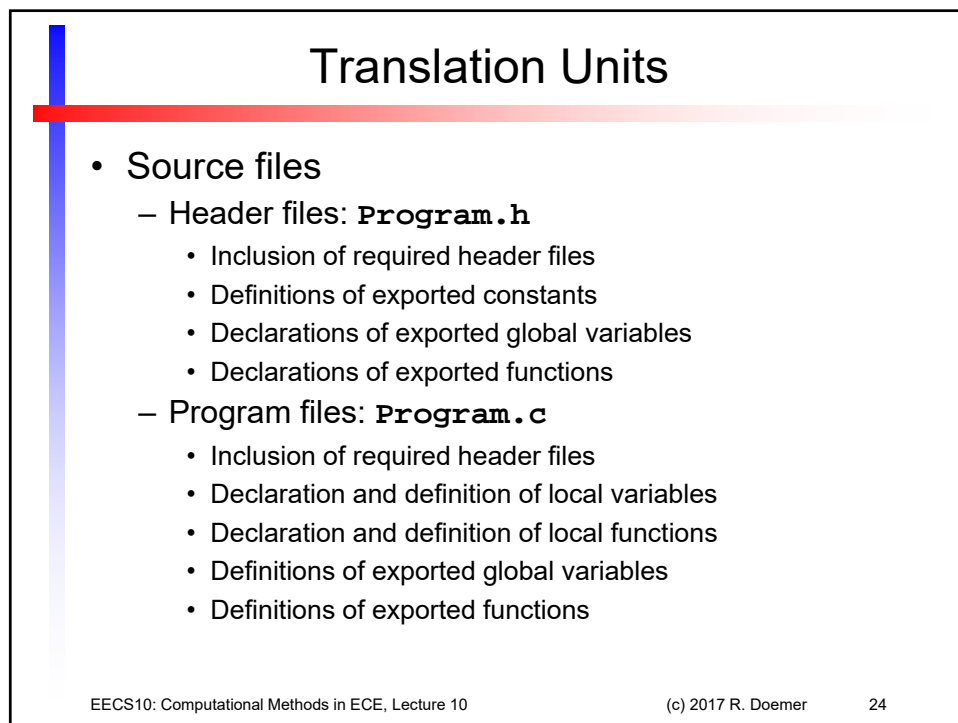 Translation Units
• Source files
– Header files: Program.h
• Inclusion of required header files
• Definitions of exported constants
• Declarations of exported global variables
• Declarations of exported functions
– Program files: Program.c
• Inclusion of required header files
• Declaration and definition of local variables
• Declaration and definition of local functions
• Definitions of exported global variables
• Definitions of exported functions
EECS10: Computational Methods in ECE, Lecture 10 (c) 2017 R. Doemer 24